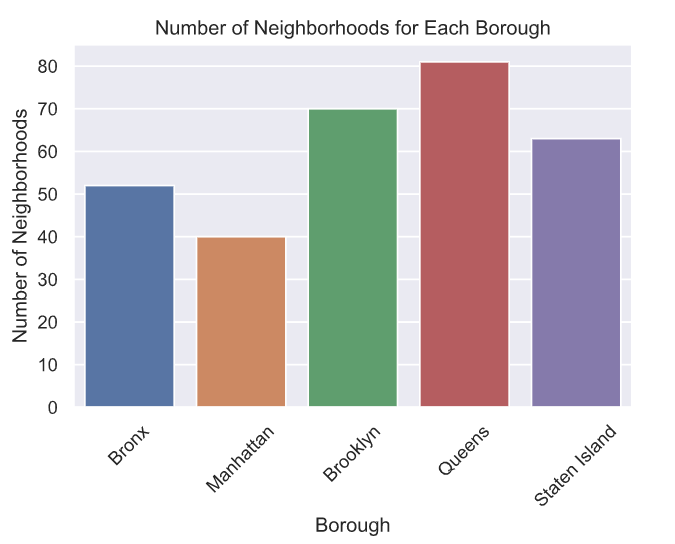 Number of Neighborhoods for Each Borough
Number of Neighborhoods
80
70
60
50
40
30
20
10
0
Bronx
Manhattan
Brooklyn
Queens
Staten Island
Borough